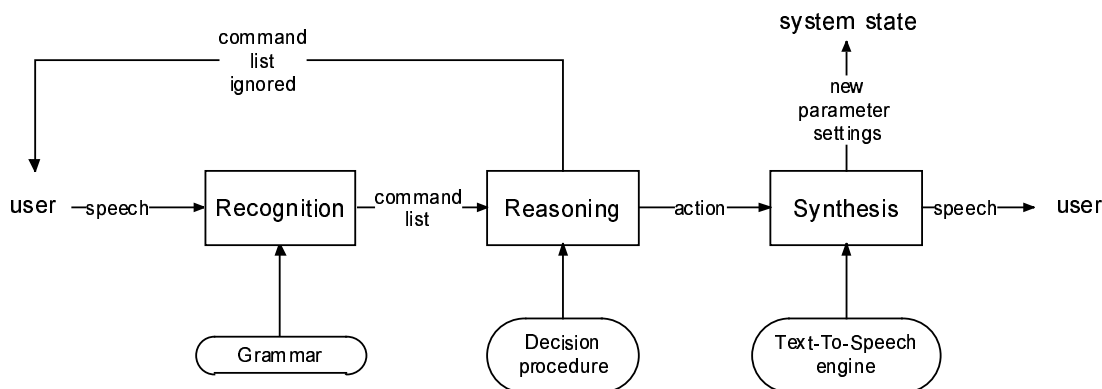 system state
command
list
ignored
new
parameter
settings
user
speech
Recognition
command
list
Reasoning
action
Synthesis
speech
user
Grammar
Decision
procedure
Text-To-Speech
engine